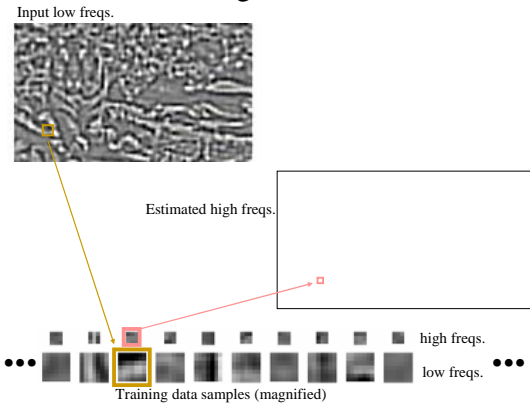 Input low freqs.
Estimated high freqs.
high freqs.
low freqs.
Training data samples (magnified)